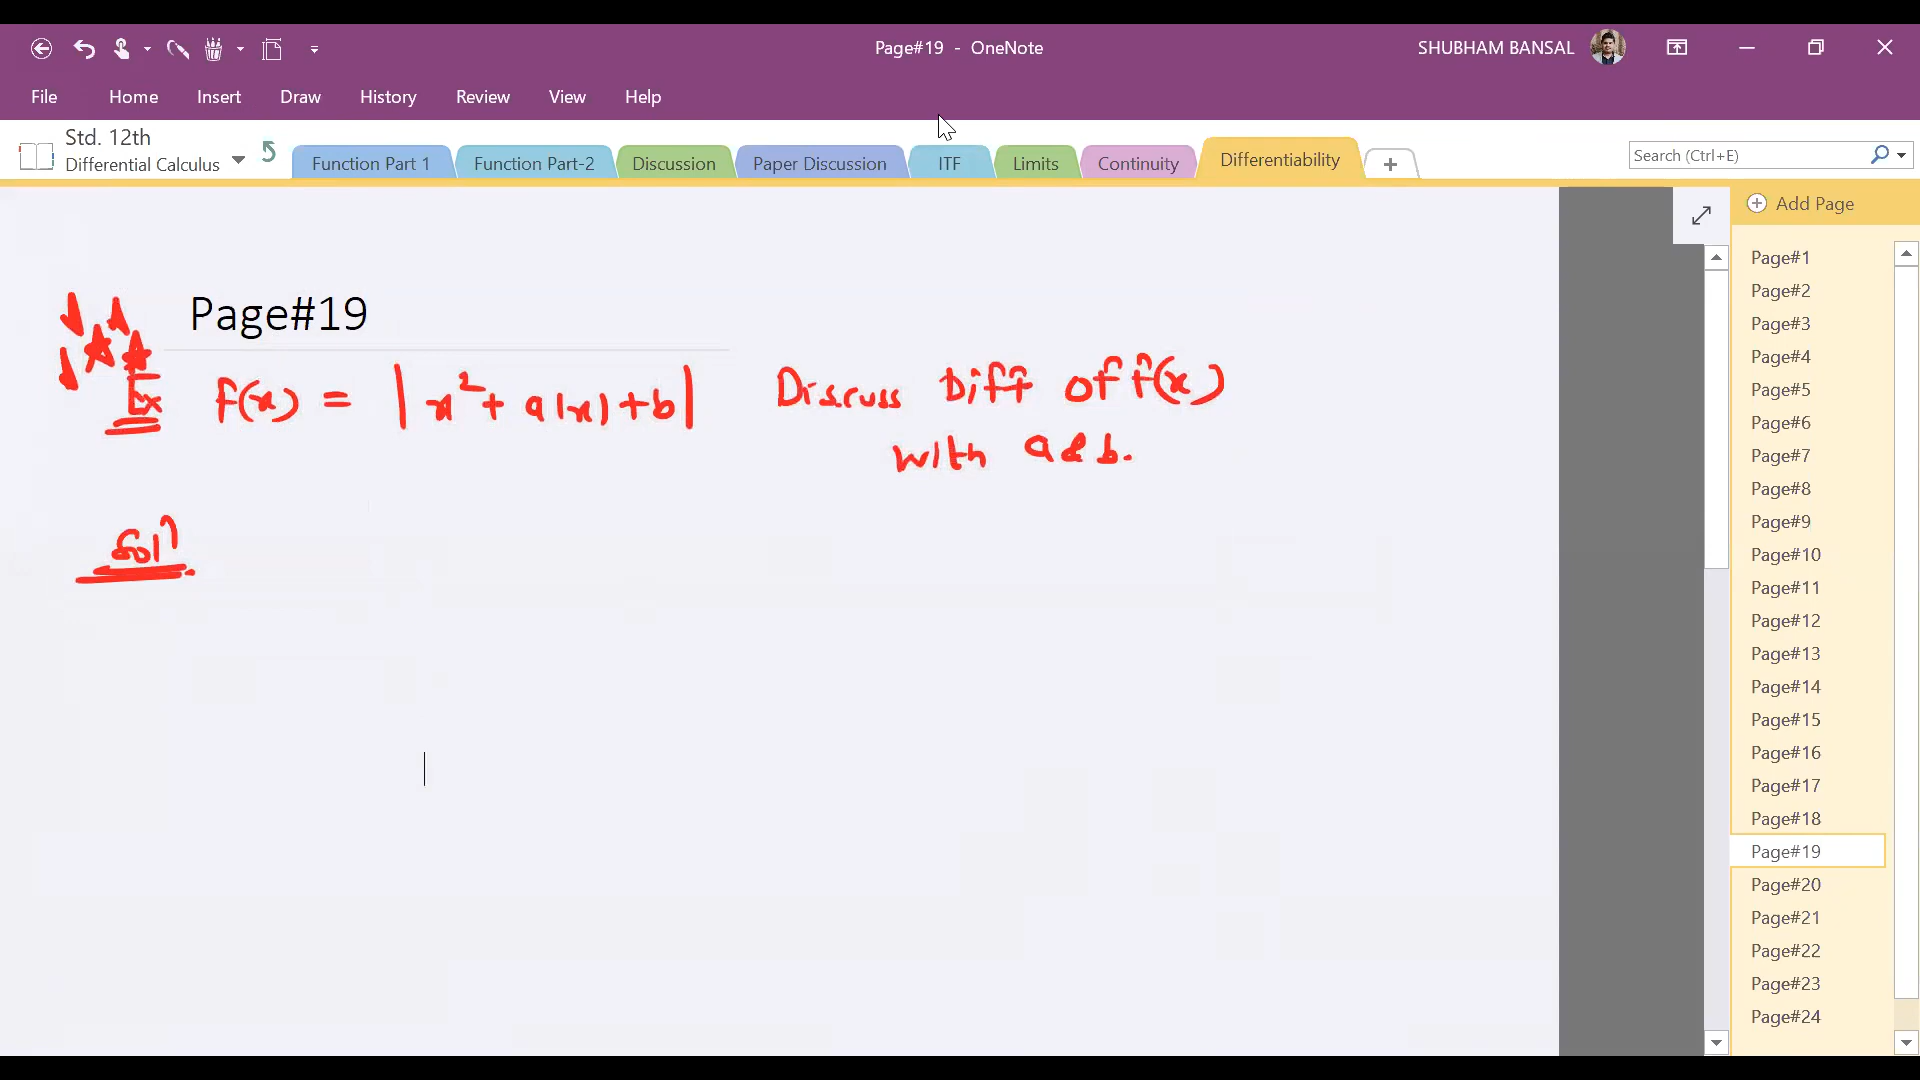 Page#19 - OneNote
SHUBHAM BANSAL
File Home Insert Draw History Review View Help
Std. 12th
Differential Calculus
Function Part 1 Function Part-2 Discussion Paper Discussion ITF Limits Continuity Differentiability +
Search (Ctrl+E)
Add Page
Page#19
Ex f(x) = |x² + a|x| + b| Discuss Diff of f(x)
with a & b.
Solⁿ
Page#1
Page#2
Page#3
Page#4
Page#5
Page#6
Page#7
Page#8
Page#9
Page#10
Page#11
Page#12
Page#13
Page#14
Page#15
Page#16
Page#17
Page#18
Page#19
Page#20
Page#21
Page#22
Page#23
Page#24